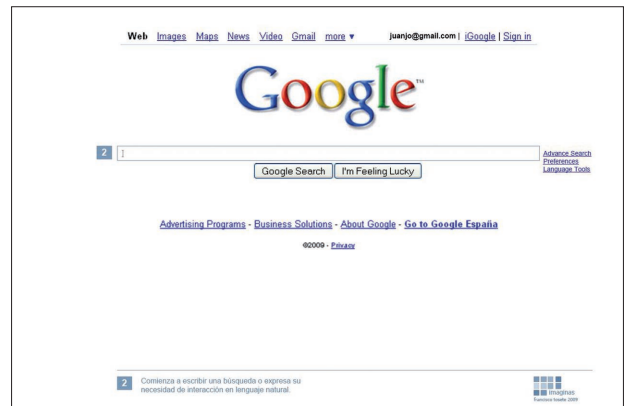 Web Images Maps News Video Gmail more ▼ juanjo@gmail.com | iGoogle | Sign in
Google™
2
Advance Search
Preferences
Language Tools
Google Search I'm Feeling Lucky
Advertising Programs - Business Solutions - About Google - Go to Google España
©2009 - Privacy
2 Comienza a escribir una búsqueda o expresa su
necesidad de interacción en lenguaje natural.
imaginas
2009